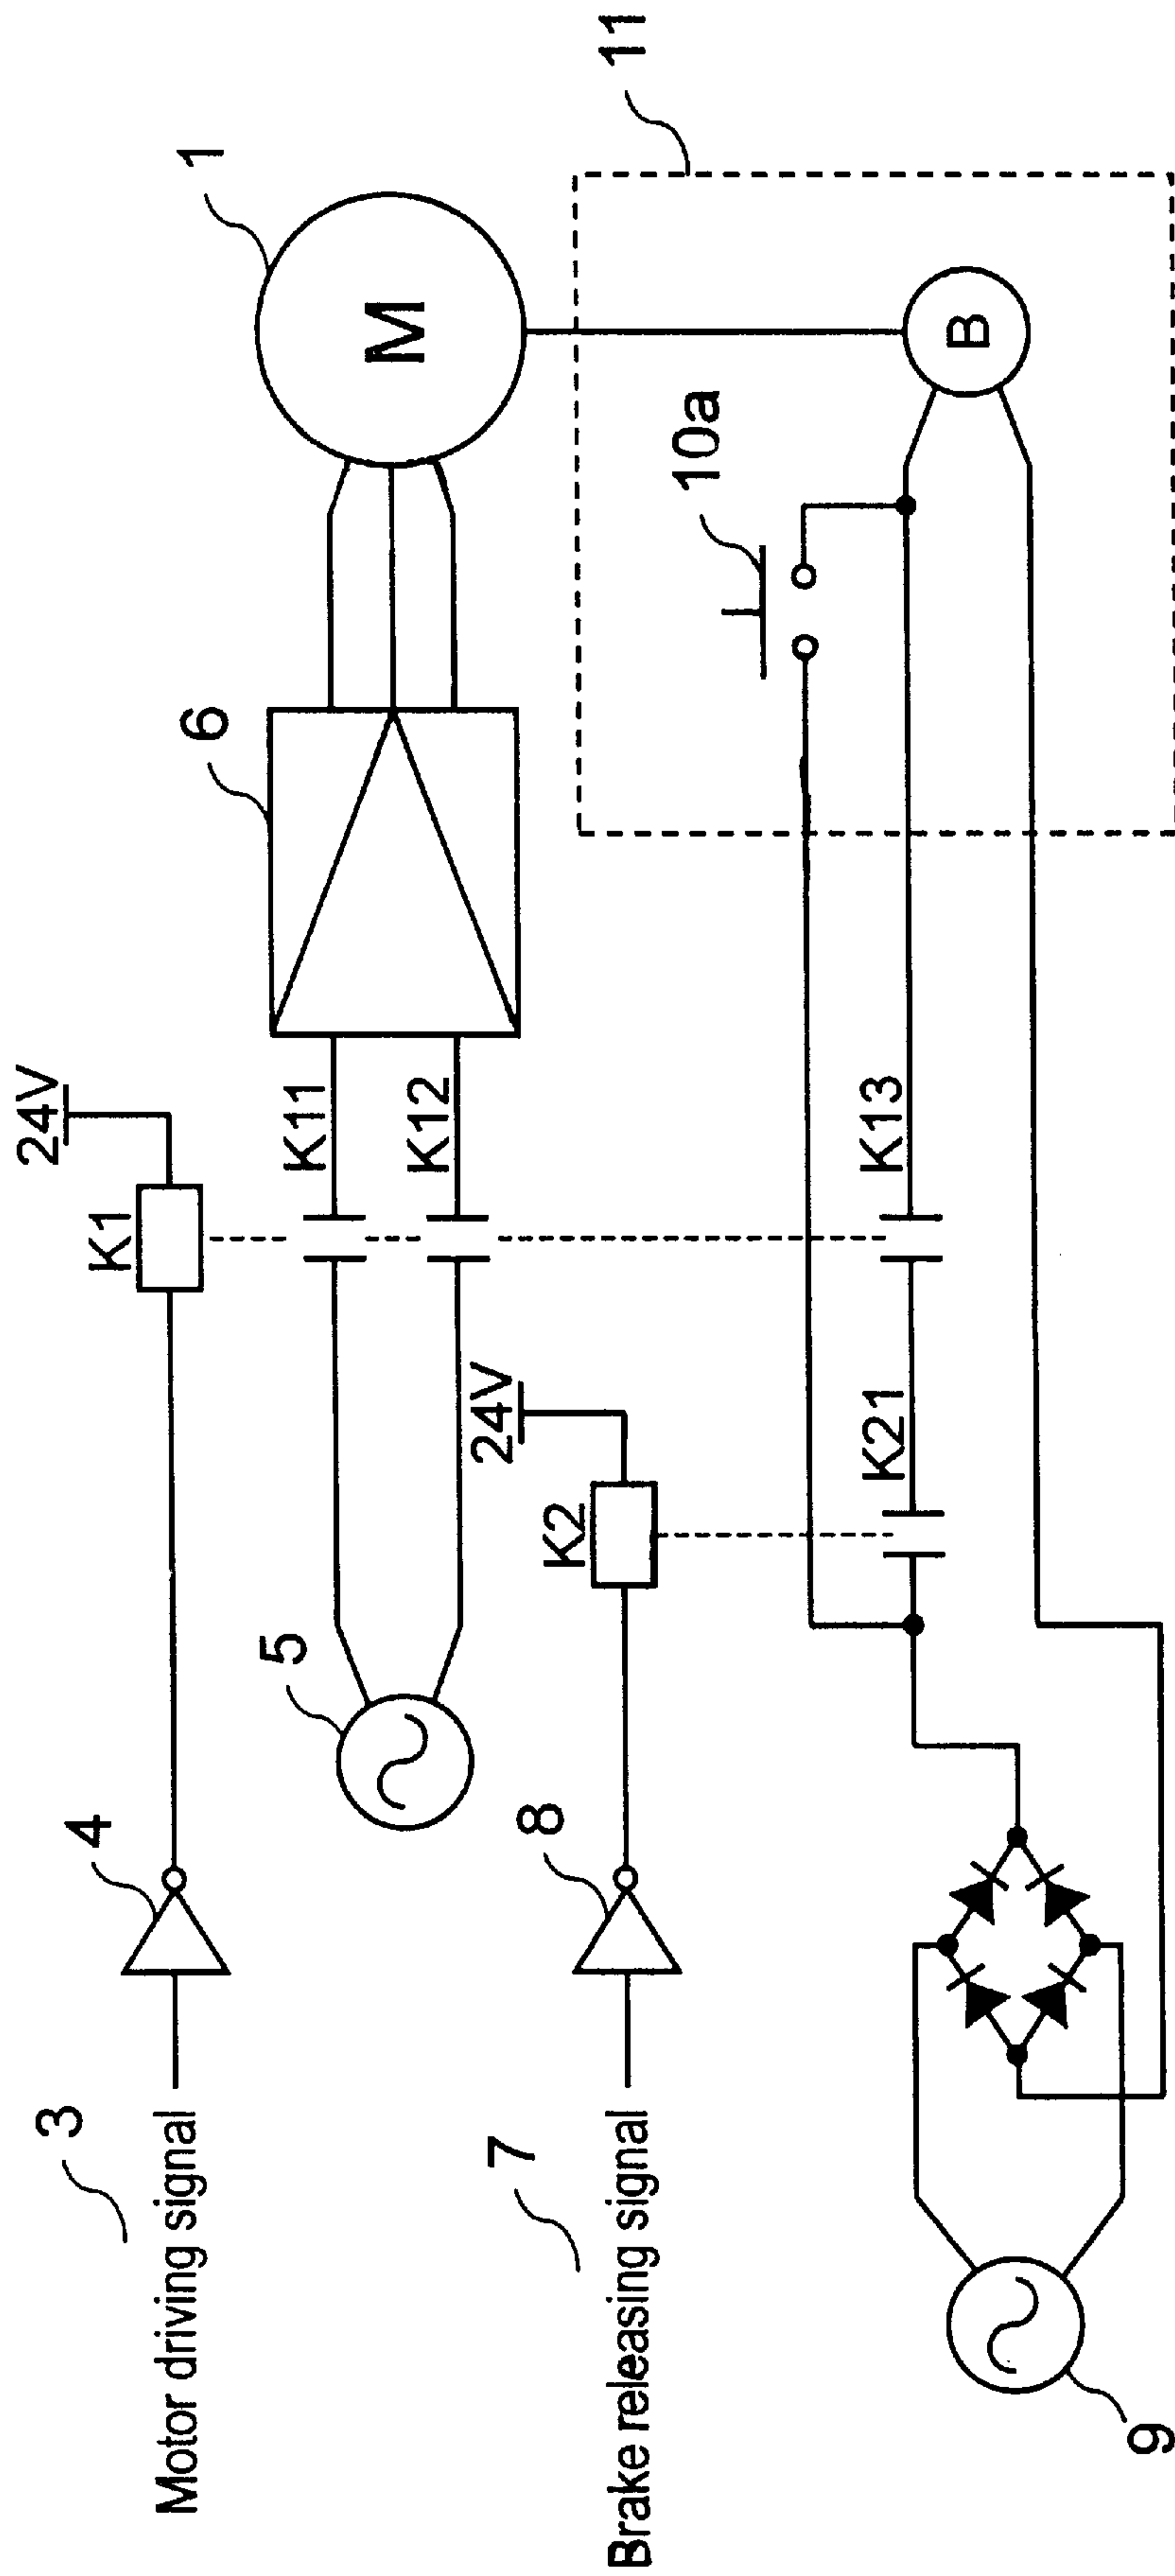 3
Motor driving signal
4
K1
24V
1
M
5
K11
K12
6
7
Brake releasing signal
8
K2
24V
10a
11
K21
K13
B
9